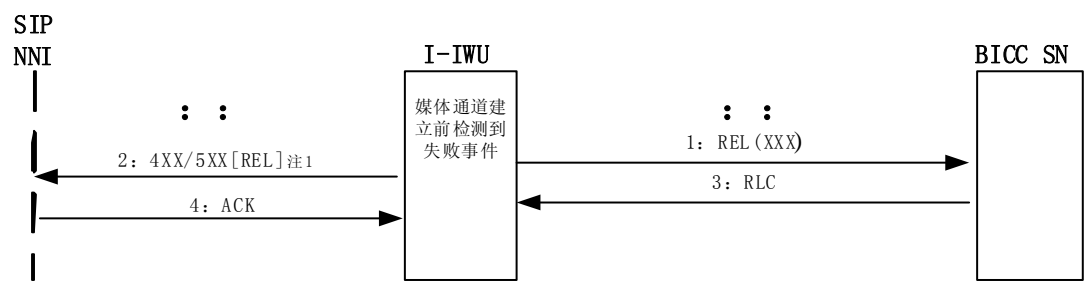 SIP
NNI
I-IWU
BICC SN
媒体通道建
立前检测到
失败事件
1: REL(XXX)
2: 4XX/5XX[REL]注1
3: RLC
4: ACK